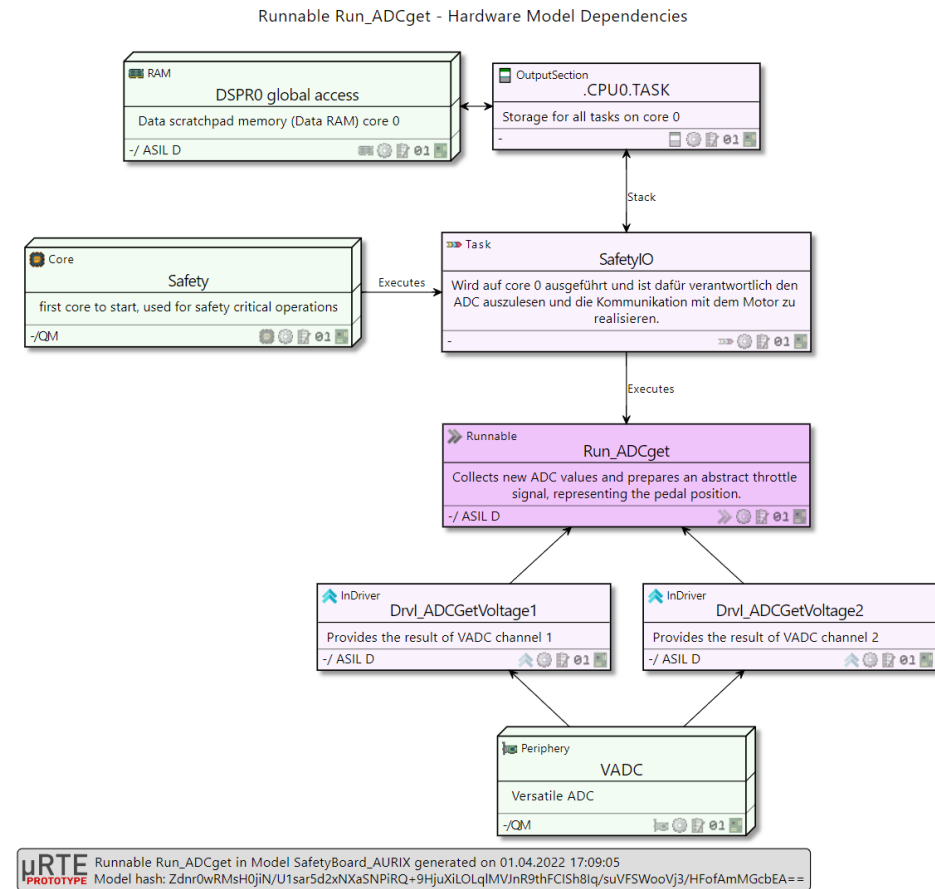 Runnable Run_ADCget - Hardware Model Dependencies
RAM
DSPR0 global access
Data scratchpad memory (Data RAM) core 0
-/ ASIL D
01
OutputSection
.CPU0.TASK
Storage for all tasks on core 0
-
01
Stack
Core
Safety
first core to start, used for safety critical operations
-/QM
01
Executes
Task
SafetyIO
Wird auf core 0 ausgeführt und ist dafür verantwortlich den
ADC auszulesen und die Kommunikation mit dem Motor zu
realisieren.
-
01
Executes
Runnable
Run_ADCget
Collects new ADC values and prepares an abstract throttle
signal, representing the pedal position.
-/ ASIL D
01
InDriver
DrvI_ADCGetVoltage1
Provides the result of VADC channel 1
-/ ASIL D
01
InDriver
DrvI_ADCGetVoltage2
Provides the result of VADC channel 2
-/ ASIL D
01
Periphery
VADC
Versatile ADC
-/QM
01
µRTE
PROTOTYPE
Runnable Run_ADCget in Model SafetyBoard_AURIX generated on 01.04.2022 17:09:05
Model hash: Zdnr0wRMsH0jiN/U1sar5d2xNXaSNPiRQ+9HjuXiLOLqlMVJnR9thFCISh8Iq/suVFSWooVj3/HFofAmMGcbEA==